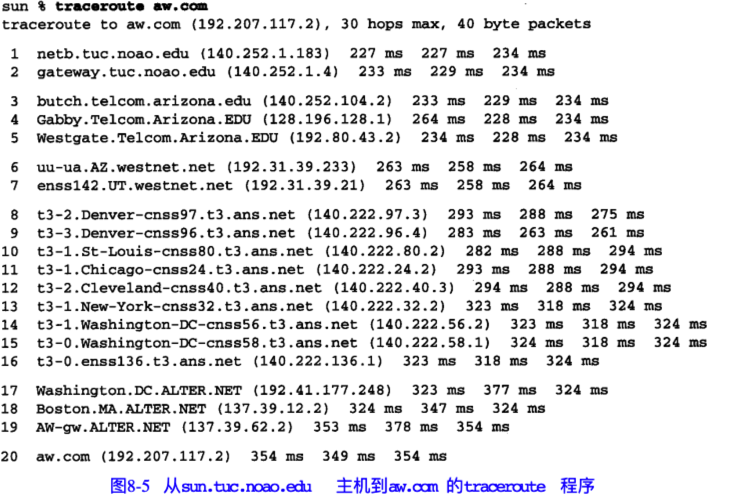 sun % traceroute aw.com
traceroute to aw.com (192.207.117.2), 30 hops max, 40 byte packets
1 netb.tuc.noao.edu (140.252.1.183) 227 ms 227 ms 234 ms
2 gateway.tuc.noao.edu (140.252.1.4) 233 ms 229 ms 234 ms
3 butch.telcom.arizona.edu (140.252.104.2) 233 ms 229 ms 234 ms
4 Gabby.Telcom.Arizona.EDU (128.196.128.1) 264 ms 228 ms 234 ms
5 Westgate.Telcom.Arizona.EDU (192.80.43.2) 234 ms 228 ms 234 ms
6 uu-ua.AZ.westnet.net (192.31.39.233) 263 ms 258 ms 264 ms
7 enss142.UT.westnet.net (192.31.39.21) 263 ms 258 ms 264 ms
8 t3-2.Denver-cnss97.t3.ans.net (140.222.97.3) 293 ms 288 ms 275 ms
9 t3-3.Denver-cnss96.t3.ans.net (140.222.96.4) 283 ms 263 ms 261 ms
10 t3-1.St-Louis-cnss80.t3.ans.net (140.222.80.2) 282 ms 288 ms 294 ms
11 t3-1.Chicago-cnss24.t3.ans.net (140.222.24.2) 293 ms 288 ms 294 ms
12 t3-2.Cleveland-cnss40.t3.ans.net (140.222.40.3) 294 ms 288 ms 294 ms
13 t3-1.New-York-cnss32.t3.ans.net (140.222.32.2) 323 ms 318 ms 324 ms
14 t3-1.Washington-DC-cnss56.t3.ans.net (140.222.56.2) 323 ms 318 ms 324 ms
15 t3-0.Washington-DC-cnss58.t3.ans.net (140.222.58.1) 324 ms 318 ms 324 ms
16 t3-0.enss136.t3.ans.net (140.222.136.1) 323 ms 318 ms 324 ms
17 Washington.DC.ALTER.NET (192.41.177.248) 323 ms 377 ms 324 ms
18 Boston.MA.ALTER.NET (137.39.12.2) 324 ms 347 ms 324 ms
19 AW-gw.ALTER.NET (137.39.62.2) 353 ms 378 ms 354 ms
20 aw.com (192.207.117.2) 354 ms 349 ms 354 ms
图8-5 从sun.tuc.noao.edu 主机到aw.com 的traceroute 程序